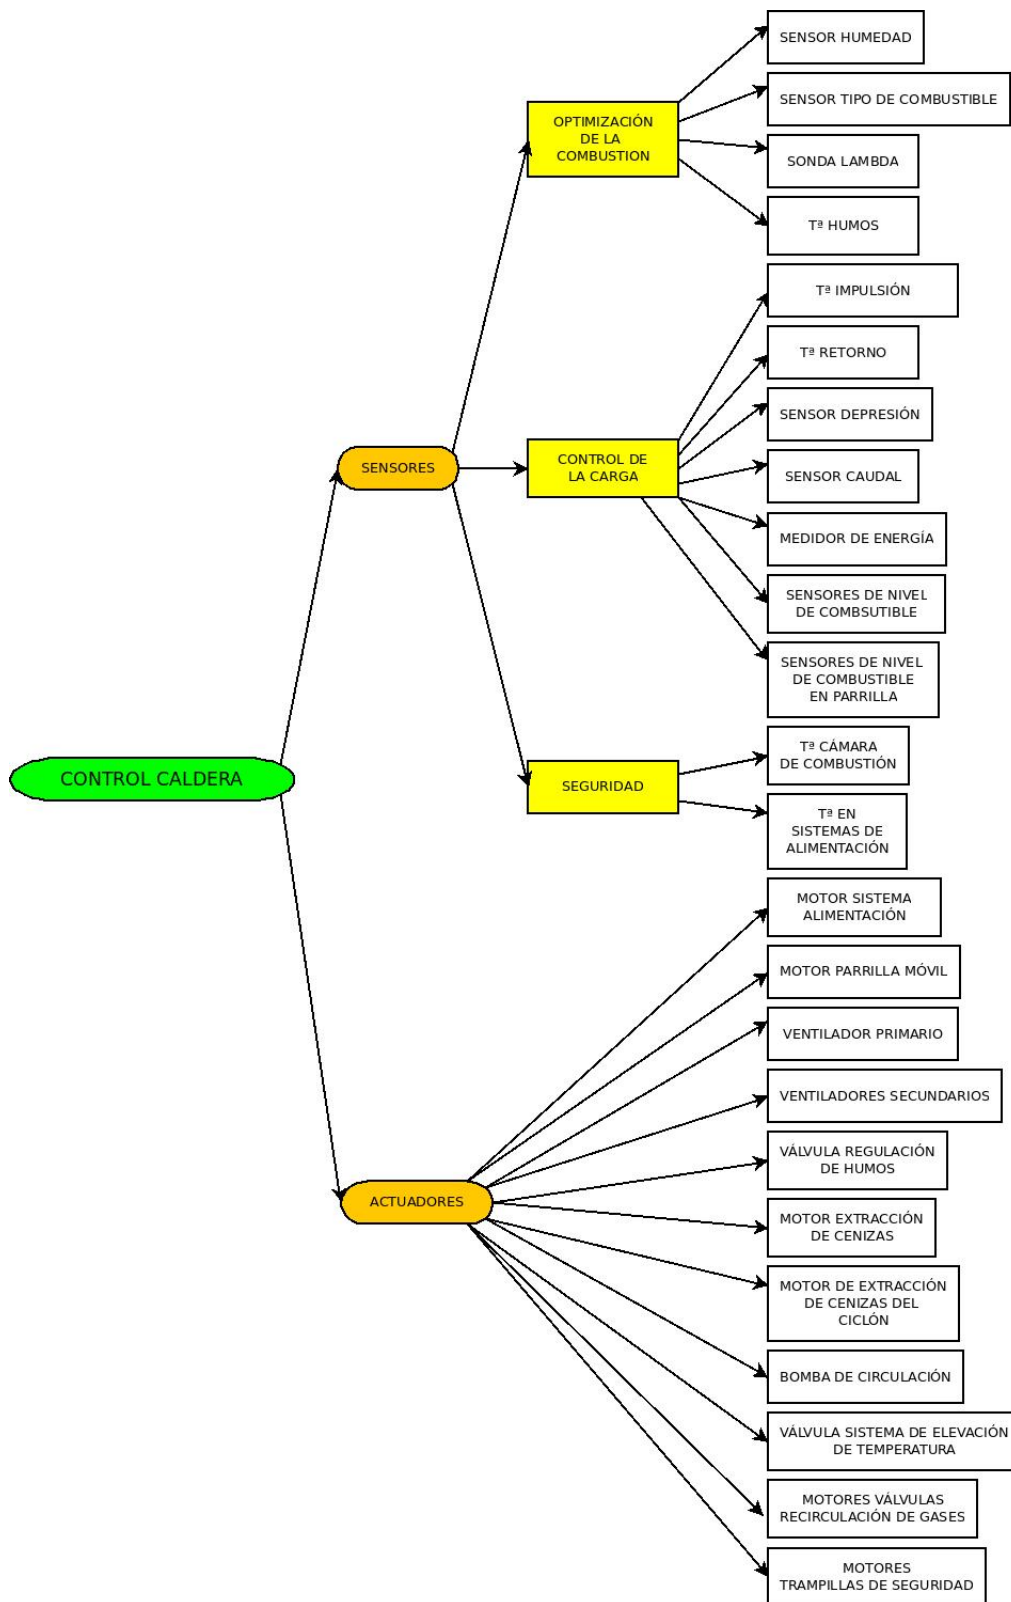 SENSOR HUMEDAD
SENSOR TIPO DE COMBUSTIBLE
OPTIMIZACIÓN
DE LA
COMBUSTION
SONDA LAMBDA
Tª HUMOS
Tª IMPULSIÓN
Tª RETORNO
SENSOR DEPRESIÓN
SENSORES
CONTROL DE
LA CARGA
SENSOR CAUDAL
MEDIDOR DE ENERGÍA
SENSORES DE NIVEL
DE COMBSUTIBLE
SENSORES DE NIVEL
DE COMBUSTIBLE
EN PARRILLA
CONTROL CALDERA
SEGURIDAD
Tª CÁMARA
DE COMBUSTIÓN
Tª EN
SISTEMAS DE
ALIMENTACIÓN
MOTOR SISTEMA
ALIMENTACIÓN
MOTOR PARRILLA MÓVIL
VENTILADOR PRIMARIO
VENTILADORES SECUNDARIOS
VÁLVULA REGULACIÓN
DE HUMOS
ACTUADORES
MOTOR EXTRACCIÓN
DE CENIZAS
MOTOR DE EXTRACCIÓN
DE CENIZAS DEL
CICLÓN
BOMBA DE CIRCULACIÓN
VÁLVULA SISTEMA DE ELEVACIÓN
DE TEMPERATURA
MOTORES VÁLVULAS
RECIRCULACIÓN DE GASES
MOTORES
TRAMPILLAS DE SEGURIDAD